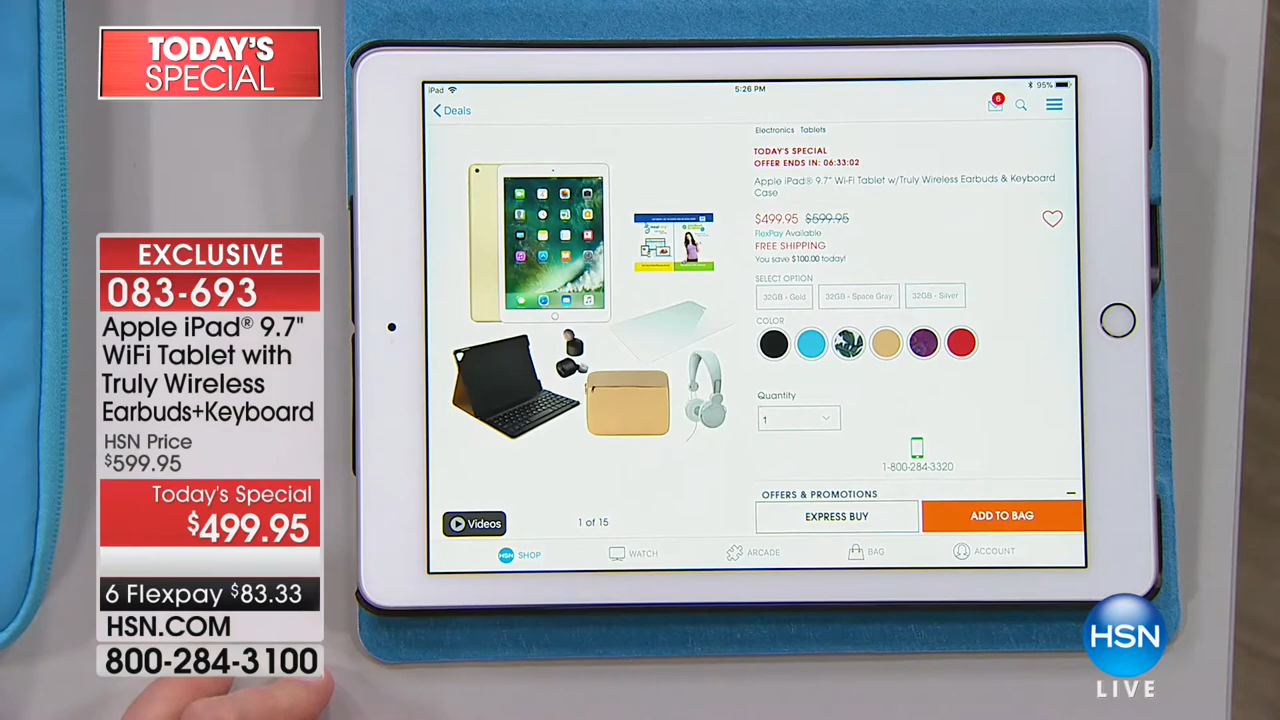 TODAY'S
SPECIAL
EXCLUSIVE
083-693
Apple iPad® 9.7"
WiFi Tablet with
Truly Wireless
Earbuds+Keyboard
HSN Price
$599.95
Today's Special
$499.95
6 Flexpay $83.33
HSN.COM
800-284-3100
iPad
5:26 PM
95%
Deals
6
Electronics Tablets
TODAY'S SPECIAL
OFFER ENDS IN: 06:33:02
Apple iPad® 9.7" Wi-Fi Tablet w/Truly Wireless Earbuds & Keyboard
Case
$499.95 $599.95
FlexPay Available
FREE SHIPPING
You save $100.00 today!
SELECT OPTION
32GB - Gold 32GB - Space Gray 32GB - Silver
COLOR
Quantity
1
1-800-284-3320
OFFERS & PROMOTIONS
EXPRESS BUY
ADD TO BAG
Videos
1 of 15
HSN SHOP
WATCH
ARCADE
BAG
ACCOUNT
HSN
LIVE